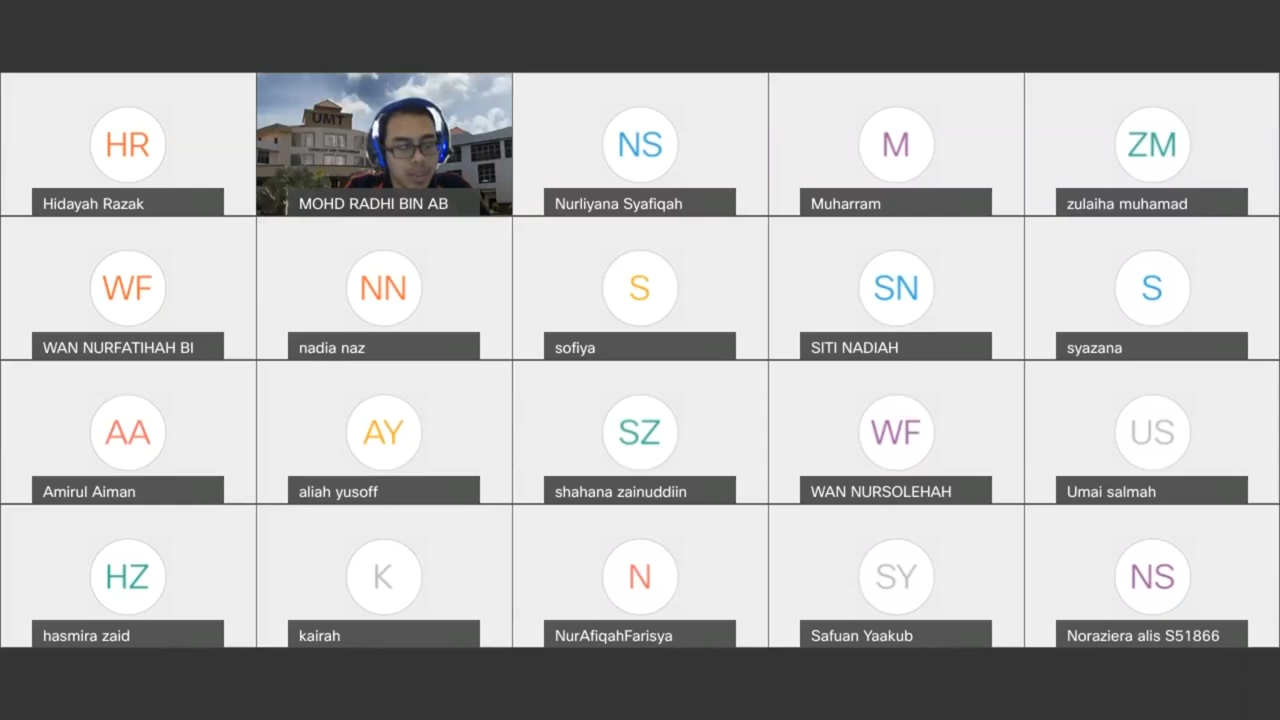 HR
Hidayah Razak
UMT
MOHD RADHI BIN AB
NS
Nurliyana Syafiqah
M
Muharram
ZM
zulaiha muhamad
WF
WAN NURFATIHAH BI
NN
nadia naz
S
sofiya
SN
SITI NADIAH
S
syazana
AA
Amirul Aiman
AY
aliah yusoff
SZ
shahana zainuddiin
WF
WAN NURSOLEHAH
US
Umai salmah
HZ
hasmira zaid
K
kairah
N
NurAfiqahFarisya
SY
Safuan Yaakub
NS
Noraziera alis S51866